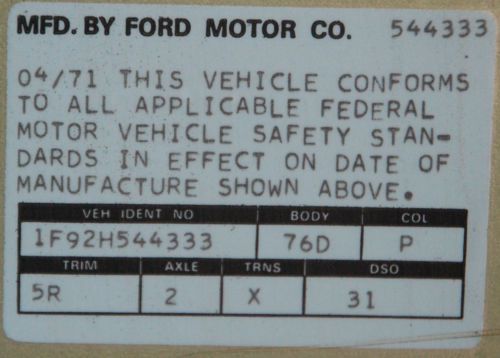 MFD. BY FORD MOTOR CO. 544333
04/71 THIS VEHICLE CONFORMS
TO ALL APPLICABLE FEDERAL
MOTOR VEHICLE SAFETY STAN-
DARDS IN EFFECT ON DATE OF
MANUFACTURE SHOWN ABOVE.
VEH IDENT NO BODY COL
1F92H544333 76D P
TRIM AXLE TRNS DSO
5R 2 X 31